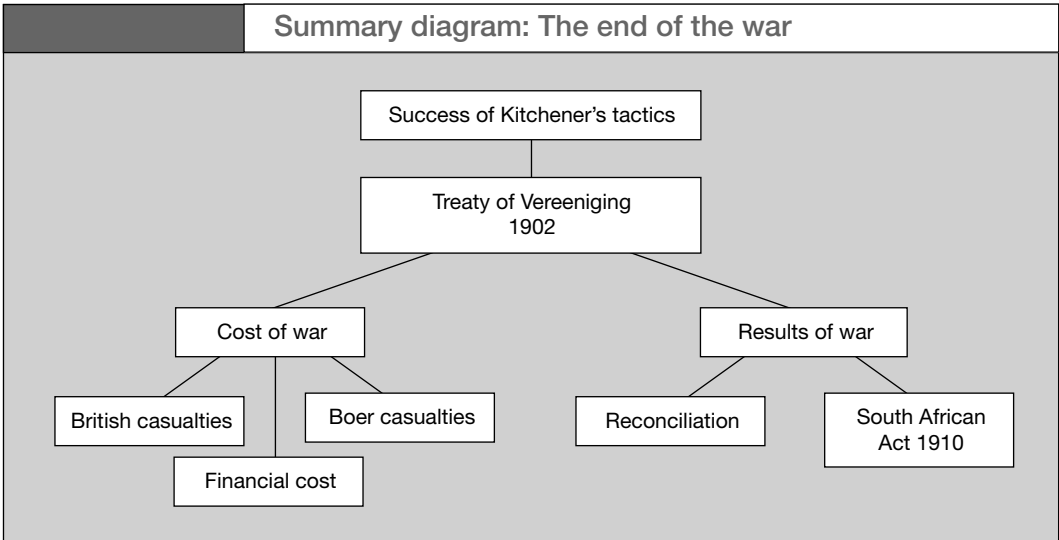 Summary diagram: The end of the war
Success of Kitchener's tactics
Treaty of Vereeniging
1902
Cost of war
Results of war
British casualties
Financial cost
Boer casualties
Reconciliation
South African
Act 1910